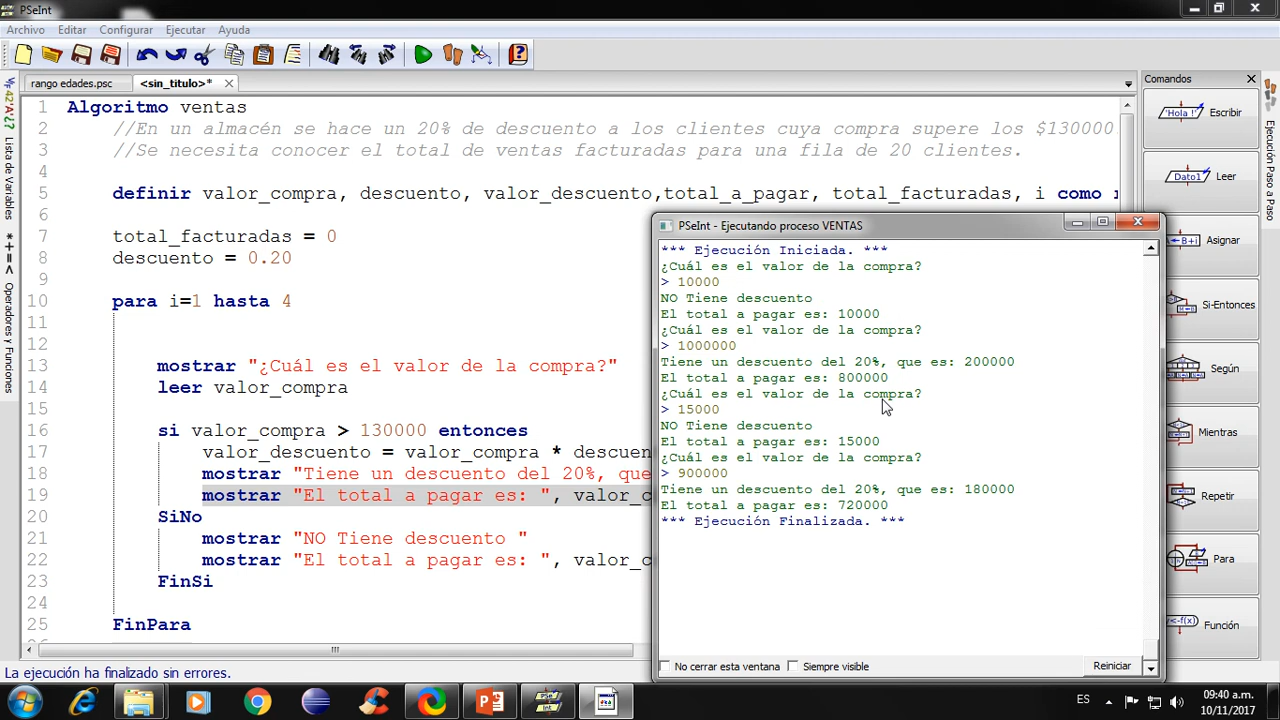 PSeInt
Archivo Editar Configurar Ejecutar Ayuda
rango edades.psc <sin_titulo>*
Comandos
1 Algoritmo ventas
2 //En un almacén se hace un 20% de descuento a los clientes cuya compra supere los $130000
3 //Se necesita conocer el total de ventas facturadas para una fila de 20 clientes.
4
5 definir valor_compra, descuento, valor_descuento,total_a_pagar, total_facturadas, i como
6
7 total_facturadas = 0
8 descuento = 0.20
9
10 para i=1 hasta 4
11
12
13 mostrar "¿Cuál es el valor de la compra?"
14 leer valor_compra
15
16 si valor_compra > 130000 entonces
17 valor_descuento = valor_compra * descuen
18 mostrar "Tiene un descuento del 20%, que
19 mostrar "El total a pagar es: ", valor_c
20 SiNo
21 mostrar "NO Tiene descuento "
22 mostrar "El total a pagar es: ", valor_c
23 FinSi
24
25 FinPara
Lista de Variables
*+=< Operadores y Funciones
PSeInt - Ejecutando proceso VENTAS
*** Ejecución Iniciada. ***
¿Cuál es el valor de la compra?
> 10000
NO Tiene descuento
El total a pagar es: 10000
¿Cuál es el valor de la compra?
> 1000000
Tiene un descuento del 20%, que es: 200000
El total a pagar es: 800000
¿Cuál es el valor de la compra?
> 15000
NO Tiene descuento
El total a pagar es: 15000
¿Cuál es el valor de la compra?
> 900000
Tiene un descuento del 20%, que es: 180000
El total a pagar es: 720000
*** Ejecución Finalizada. ***
No cerrar esta ventana Siempre visible Reiniciar
'Hola !' Escribir
Dato1 Leer
A←B+i Asignar
Si-Entonces
Según
Mientras
Repetir
Para
y<-f(x) Función
Ejecución Paso a Paso
La ejecución ha finalizado sin errores.
ES
09:40 a.m.
10/11/2017